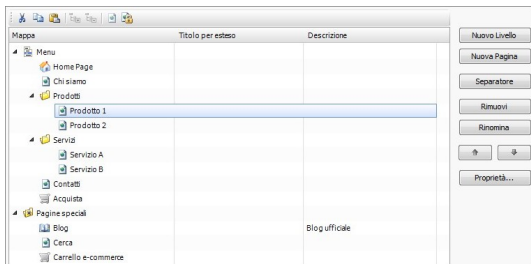 Mappa Titolo per esteso Descrizione
Menu
Home Page
Chi siamo
Prodotti
Prodotto 1
Prodotto 2
Servizi
Servizio A
Servizio B
Contatti
Acquista
Pagine speciali
Blog Blog ufficiale
Cerca
Carrello e-commerce
Nuovo Livello
Nuova Pagina
Separatore
Rimuovi
Rinomina
Proprietà...